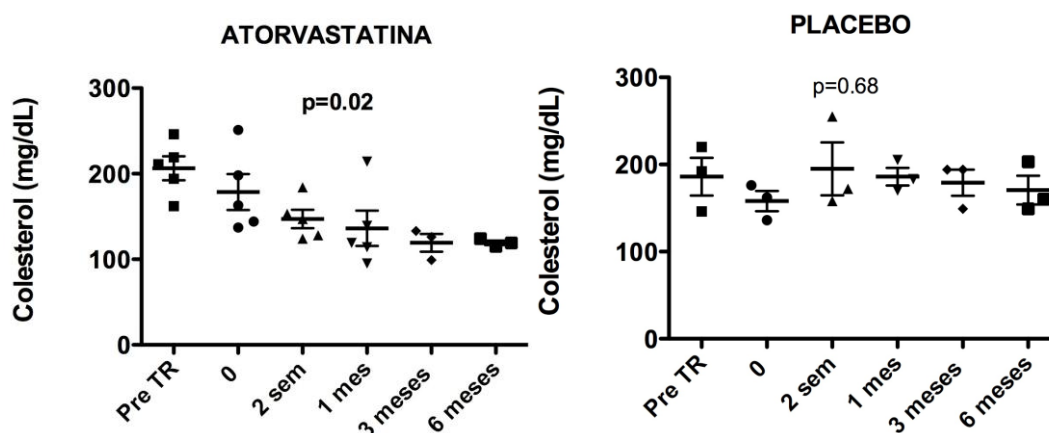 ATORVASTATINA
Colesterol (mg/dL)
300
200
100
0
p=0.02
Pre TR
0
2 sem
1 mes
3 meses
6 meses
PLACEBO
Colesterol (mg/dL)
300
200
100
0
p=0.68
Pre TR
0
2 sem
1 mes
3 meses
6 meses